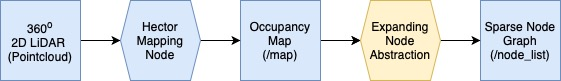 360⁰
2D LiDAR
(Pointcloud)
Hector
Mapping
Node
Occupancy
Map
(/map)
Expanding
Node
Abstraction
Sparse Node
Graph
(/node_list)